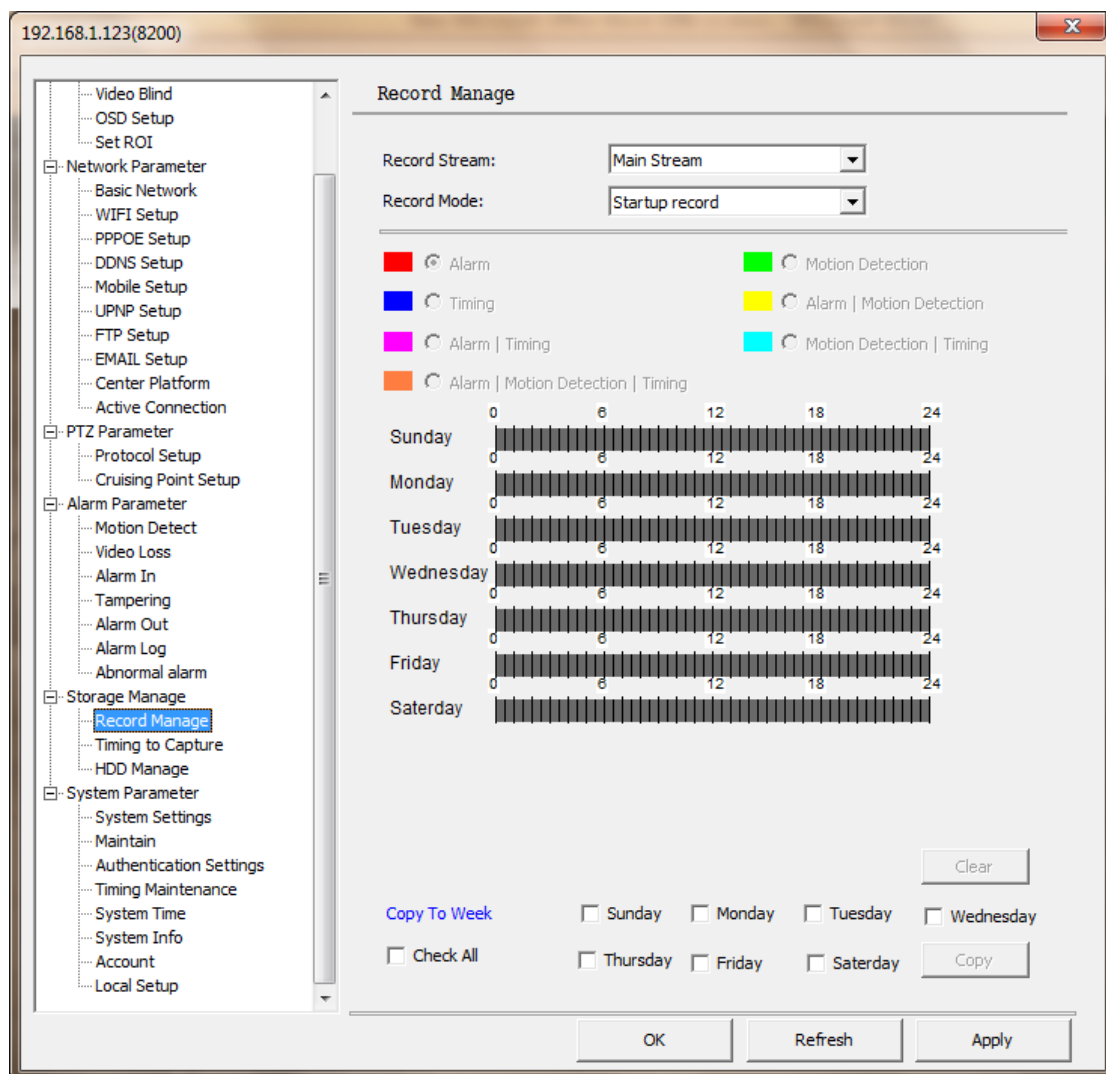 192.168.1.123(8200)
Video Blind
OSD Setup
Set ROI
Network Parameter
Basic Network
WIFI Setup
PPPOE Setup
DDNS Setup
Mobile Setup
UPNP Setup
FTP Setup
EMAIL Setup
Center Platform
Active Connection
PTZ Parameter
Protocol Setup
Cruising Point Setup
Alarm Parameter
Motion Detect
Video Loss
Alarm In
Tampering
Alarm Out
Alarm Log
Abnormal alarm
Storage Manage
Record Manage
Timing to Capture
HDD Manage
System Parameter
System Settings
Maintain
Authentication Settings
Timing Maintenance
System Time
System Info
Account
Local Setup
Record Manage
Record Stream: Main Stream
Record Mode: Startup record
Alarm Motion Detection
Timing Alarm | Motion Detection
Alarm | Timing Motion Detection | Timing
Alarm | Motion Detection | Timing
0 6 12 18 24
Sunday
0 6 12 18 24
Monday
0 6 12 18 24
Tuesday
0 6 12 18 24
Wednesday
0 6 12 18 24
Thursday
0 6 12 18 24
Friday
0 6 12 18 24
Saterday
Clear
Copy To Week Sunday Monday Tuesday Wednesday
Check All Thursday Friday Saterday Copy
OK Refresh Apply